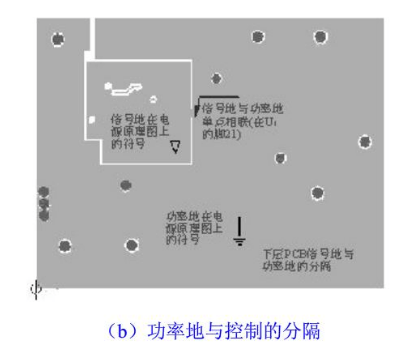 信号地与功率地
单点相联(在U₁
的脚21)
信号地在电
源原理图上
的符号
功率地在电
源原理图上
的符号
下层PCB信号地与
功率地的分隔
(b) 功率地与控制的分隔